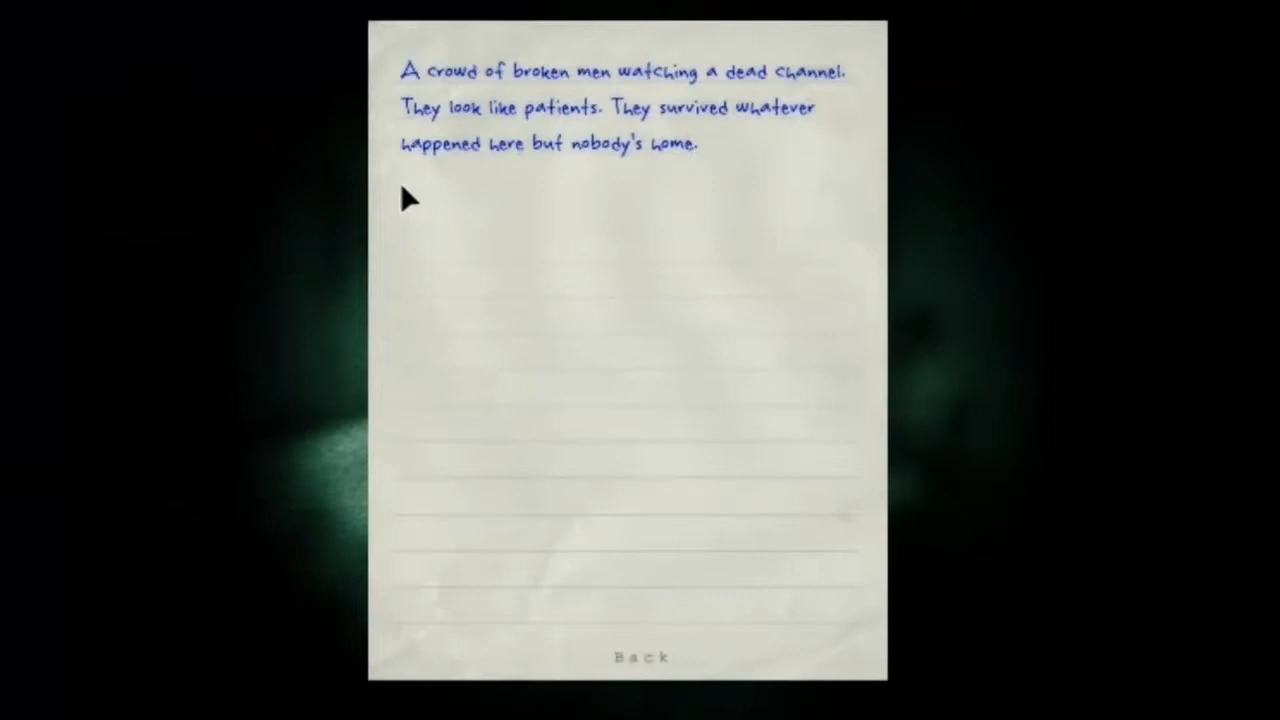 A crowd of broken men watching a dead channel.
They look like patients. They survived whatever
happened here but nobody's home.
Back